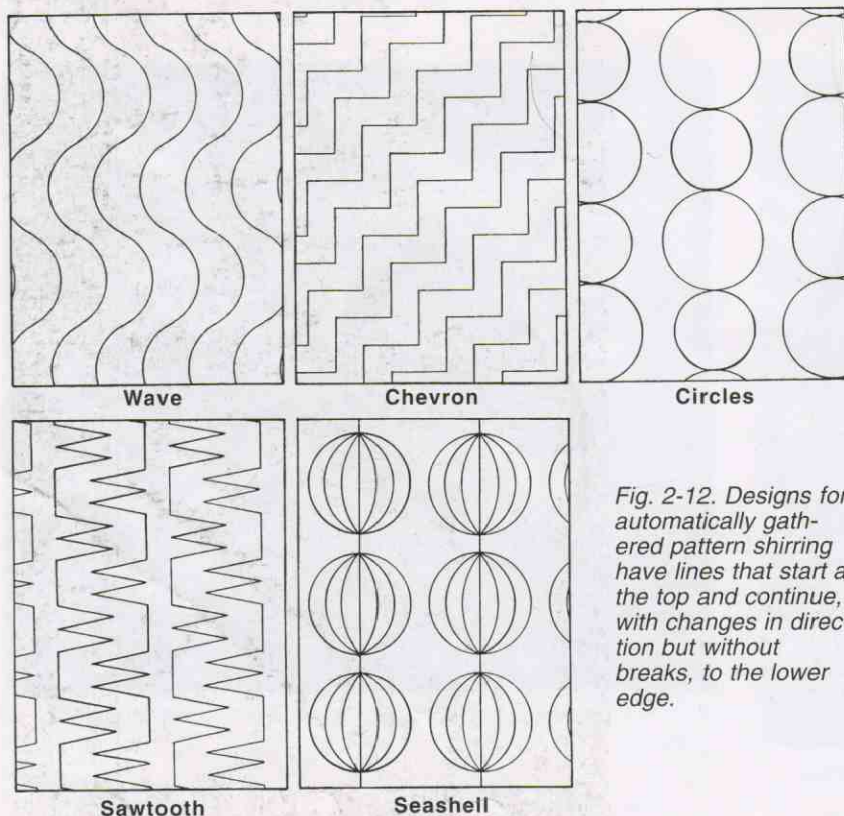 Wave
Chevron
Circles
Fig. 2-12. Designs for
automatically gath-
ered pattern shirring
have lines that start a
the top and continue,
with changes in direc
tion but without
breaks, to the lower
edge.
Sawtooth
Seashell